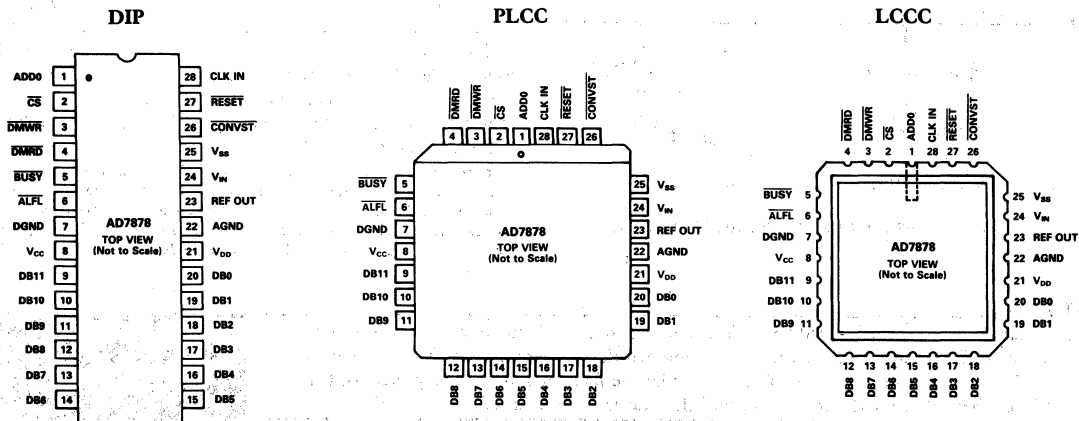 DIP
ADD0 1
CS 2
DMWR 3
DMRD 4
BUSY 5
ALFL 6
DGND 7
VCC 8
DB11 9
DB10 10
DB9 11
DB8 12
DB7 13
DB6 14
28 CLK IN
27 RESET
26 CONVST
25 VSS
24 VIN
23 REF OUT
22 AGND
21 VDD
20 DB0
19 DB1
18 DB2
17 DB3
16 DB4
15 DB5
AD7878
TOP VIEW
(Not to Scale)
PLCC
DMRD DMWR CS ADD0 CLK IN RESET CONVST
4 3 2 1 28 27 26
BUSY 5
ALFL 6
DGND 7
VCC 8
DB11 9
DB10 10
DB9 11
25 VSS
24 VIN
23 REF OUT
22 AGND
21 VDD
20 DB0
19 DB1
AD7878
TOP VIEW
(Not to Scale)
12 13 14 15 16 17 18
DB8 DB7 DB6 DB5 DB4 DB3 DB2
LCCC
DMRD DMWR CS ADD0 CLK IN RESET CONVST
4 3 2 1 28 27 26
BUSY 5
ALFL 6
DGND 7
VCC 8
DB11 9
DB10 10
DB9 11
25 VSS
24 VIN
23 REF OUT
22 AGND
21 VDD
20 DB0
19 DB1
AD7878
TOP VIEW
(Not to Scale)
12 13 14 15 16 17 18
DB8 DB7 DB6 DB5 DB4 DB3 DB2